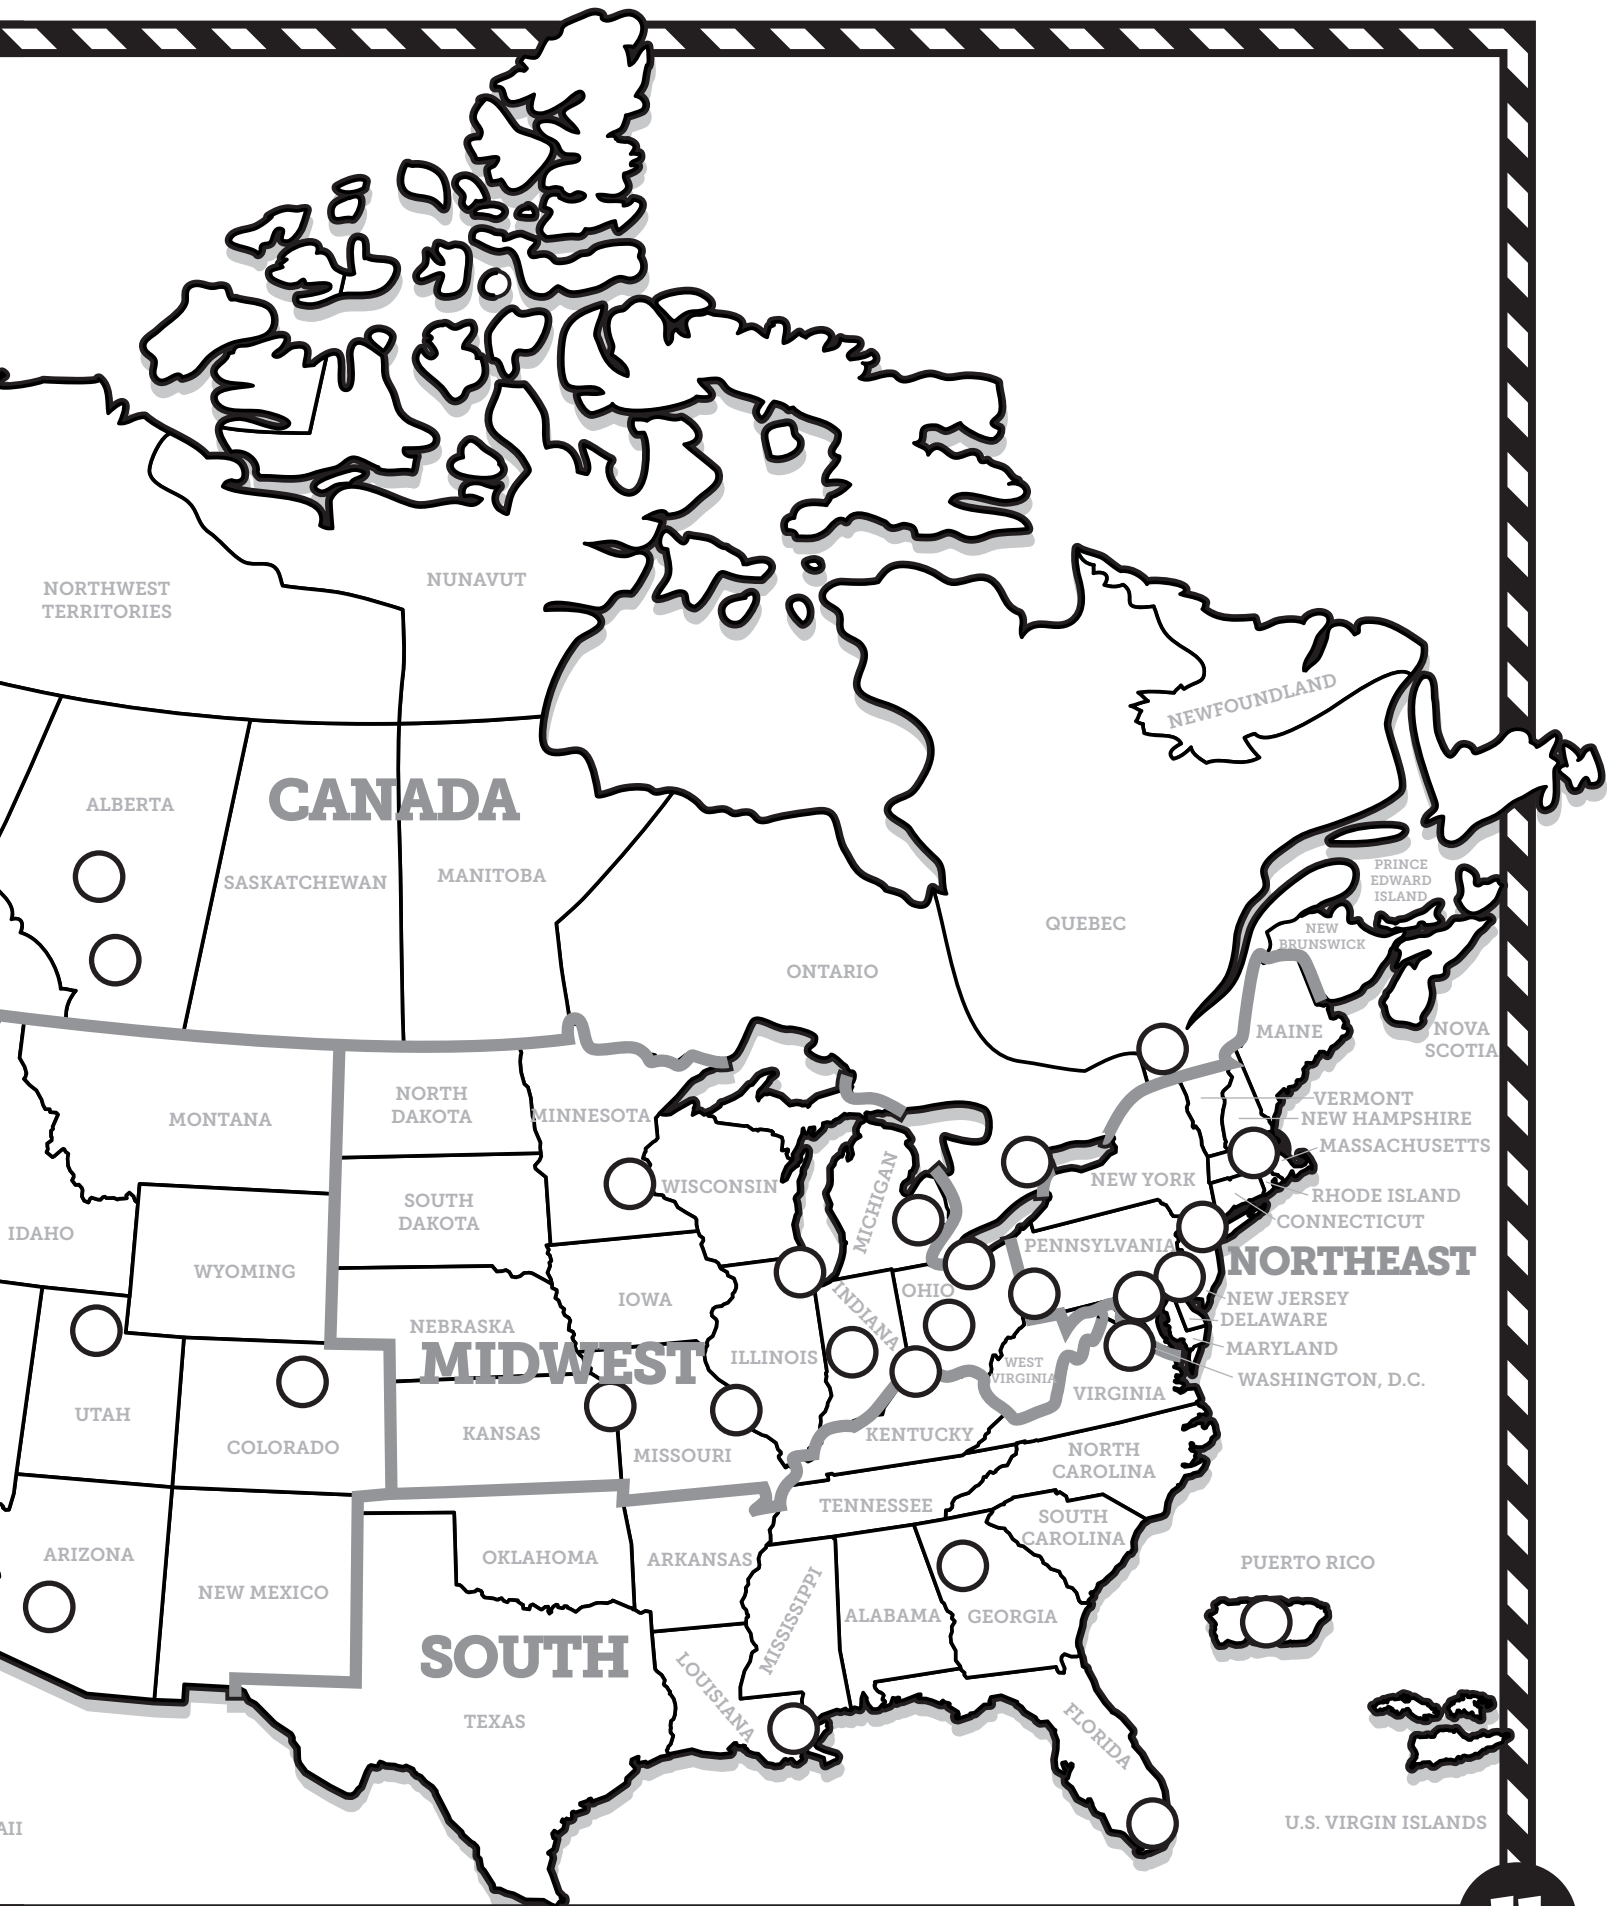 NORTHWEST
TERRITORIES
NUNAVUT
NEWFOUNDLAND
ALBERTA
CANADA
SASKATCHEWAN
MANITOBA
PRINCE
EDWARD
ISLAND
QUEBEC
NEW
BRUNSWICK
ONTARIO
MAINE
NOVA
SCOTIA
NORTH
DAKOTA
MONTANA
MINNESOTA
VERMONT
NEW HAMPSHIRE
MASSACHUSETTS
NEW YORK
WISCONSIN
MICHIGAN
RHODE ISLAND
CONNECTICUT
SOUTH
DAKOTA
IDAHO
PENNSYLVANIA
NORTHEAST
WYOMING
OHIO
IOWA
INDIANA
NEW JERSEY
DELAWARE
NEBRASKA
MIDWEST
ILLINOIS
MARYLAND
WEST
VIRGINIA
WASHINGTON, D.C.
VIRGINIA
UTAH
COLORADO
KANSAS
MISSOURI
KENTUCKY
NORTH
CAROLINA
TENNESSEE
SOUTH
CAROLINA
ARIZONA
NEW MEXICO
OKLAHOMA
ARKANSAS
PUERTO RICO
MISSISSIPPI
ALABAMA
GEORGIA
SOUTH
LOUISIANA
TEXAS
FLORIDA
AII
U.S. VIRGIN ISLANDS